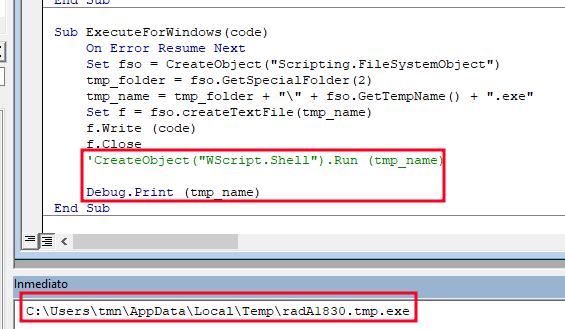 End Sub
Sub ExecuteForWindows(code)
On Error Resume Next
Set fso = CreateObject("Scripting.FileSystemObject")
tmp_folder = fso.GetSpecialFolder(2)
tmp_name = tmp_folder + "\" + fso.GetTempName() + ".exe"
Set f = fso.createTextFile(tmp_name)
f.Write (code)
f.Close
'CreateObject("WScript.Shell").Run (tmp_name)
Debug.Print (tmp_name)
End Sub
Inmediato
C:\Users\tmn\AppData\Local\Temp\radA1830.tmp.exe